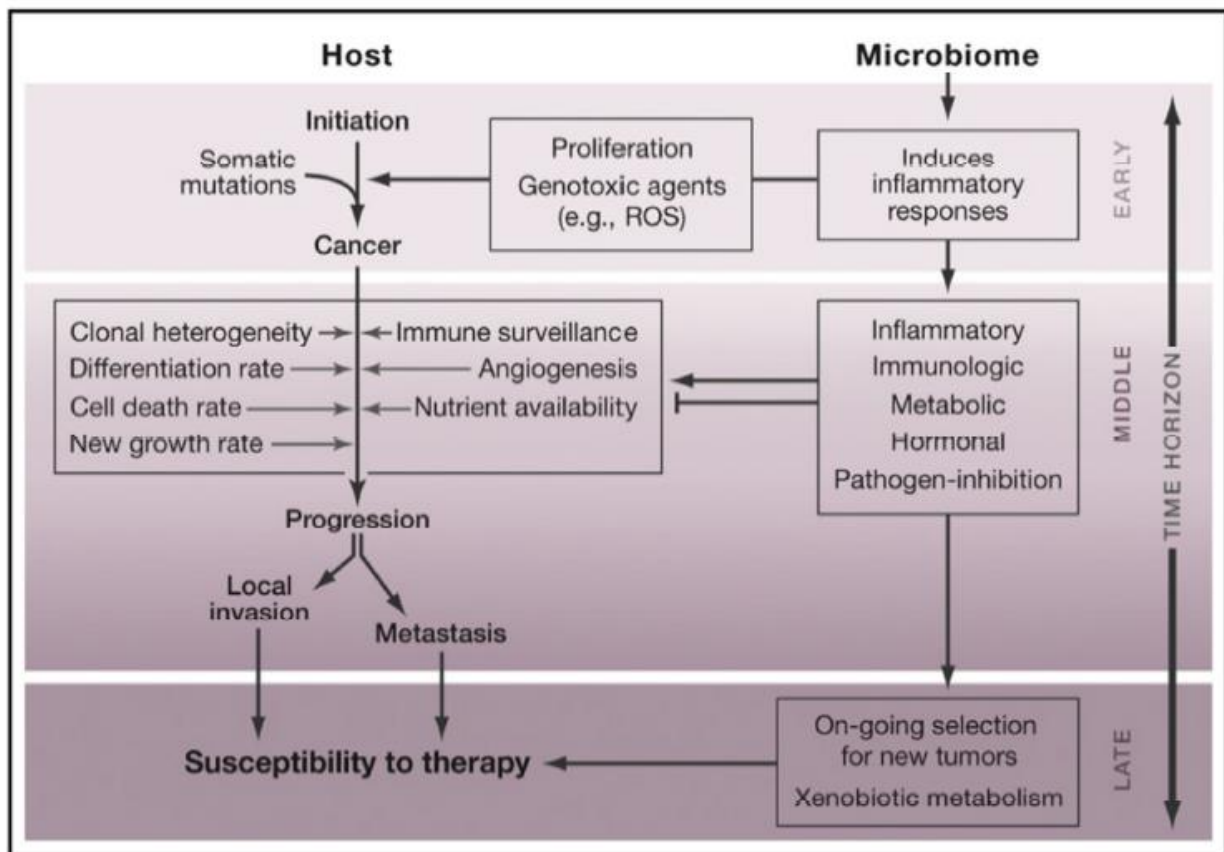 Host
Microbiome
Initiation
Somatic
mutations
Cancer
Proliferation
Genotoxic agents
(e.g., ROS)
Induces
inflammatory
responses
EARLY
Clonal heterogeneity
Immune surveillance
Differentiation rate
Angiogenesis
Cell death rate
Nutrient availability
New growth rate
Inflammatory
Immunologic
Metabolic
Hormonal
Pathogen-inhibition
MIDDLE
TIME HORIZON
Progression
Local
invasion
Metastasis
Susceptibility to therapy
On-going selection
for new tumors
Xenobiotic metabolism
LATE